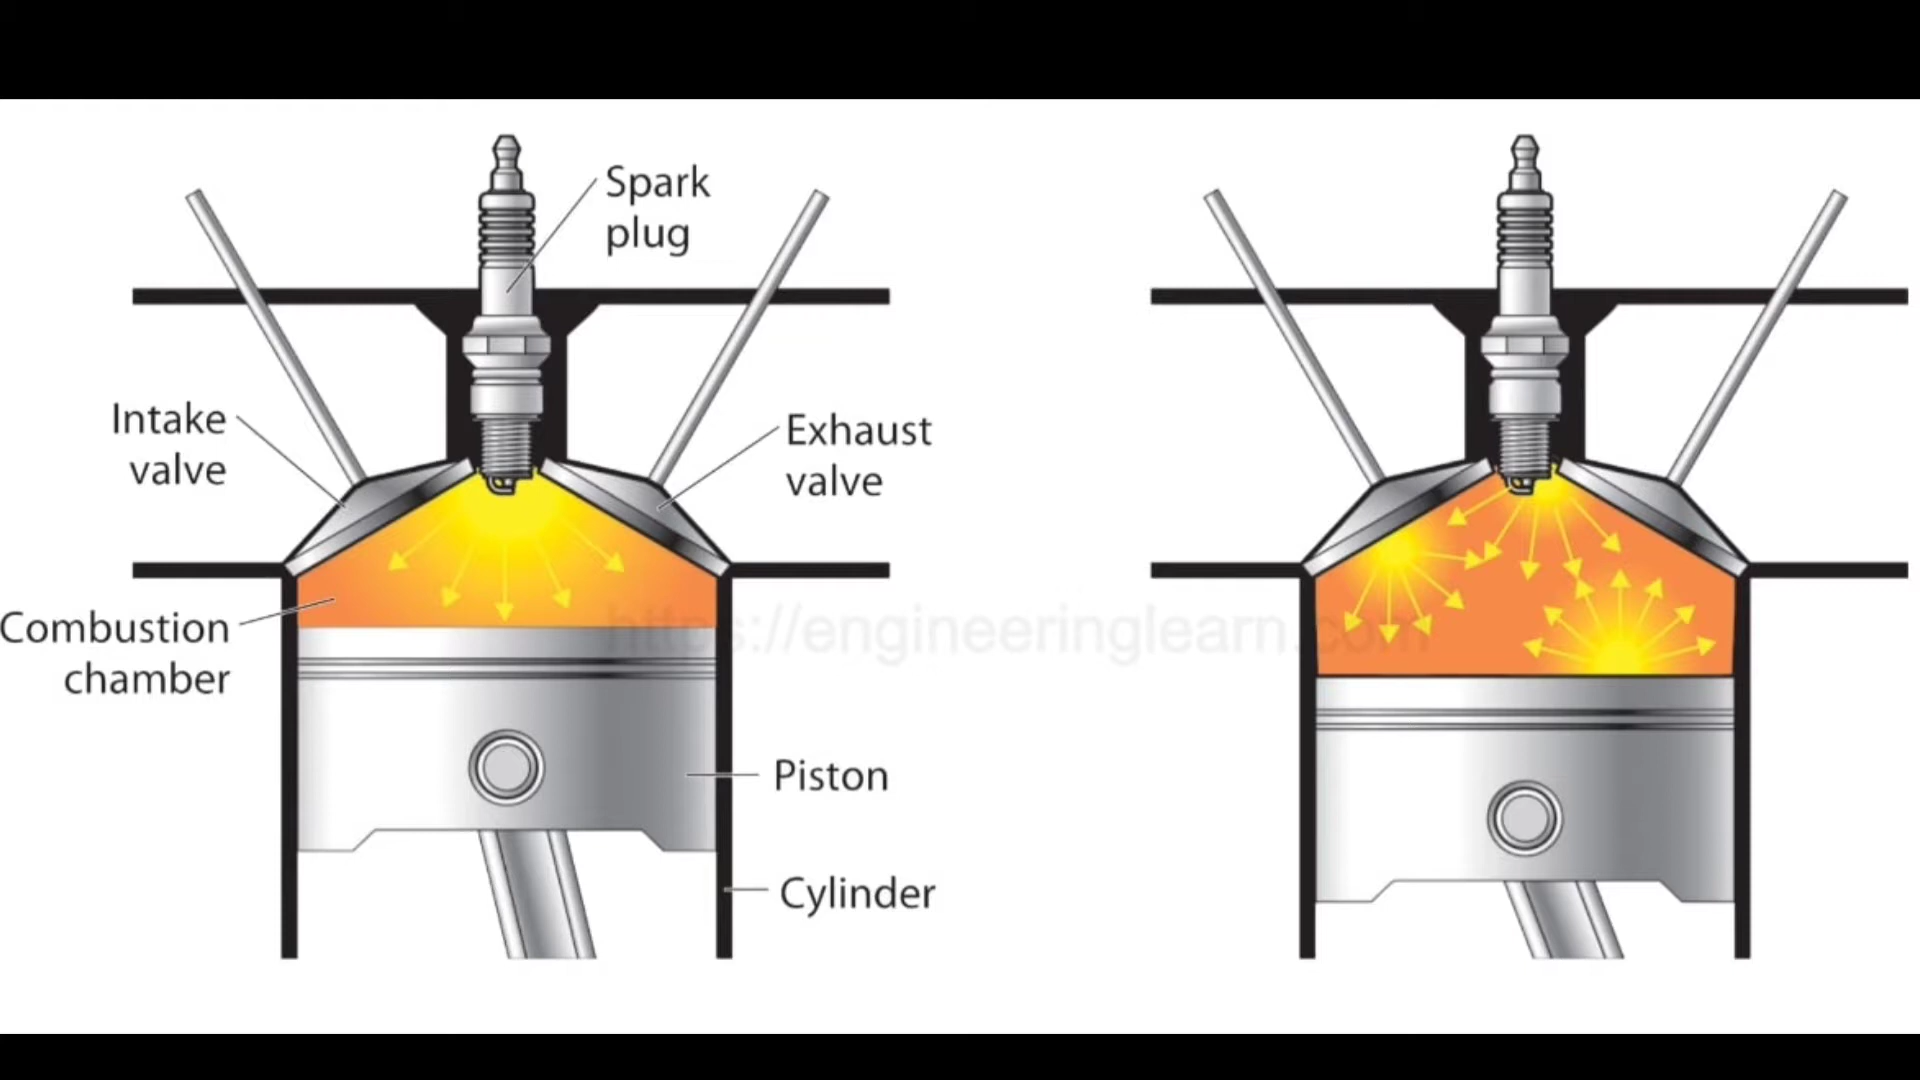 Spark
plug
Intake
valve
Exhaust
valve
Combustion
chamber
https://engineeringlearn.com
Piston
Cylinder